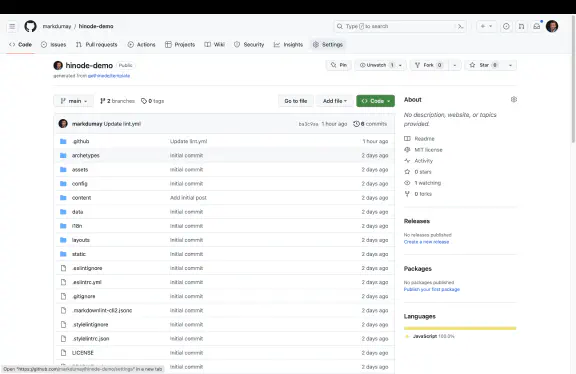 markdumay / hinode-demo
Type / to search
Code
Issues
Pull requests
Actions
Projects
Wiki
Security
Insights
Settings
hinode-demo Public
generated from gethinode/template
Pin
Unwatch 1
Fork 0
Star 0
main
2 branches
0 tags
Go to file
Add file
Code
markdumay Update lint.yml
1 hour ago
6 commits
.github Update lint.yml 1 hour ago
archetypes Initial commit 2 days ago
assets Initial commit 2 days ago
config Initial commit 2 days ago
content Add initial post 2 days ago
data Initial commit 2 days ago
i18n Initial commit 2 days ago
layouts Initial commit 2 days ago
static Initial commit 2 days ago
.eslintignore Initial commit 2 days ago
.eslintrc.yml Initial commit 2 days ago
.gitignore Initial commit 2 days ago
.markdownlint-cli2.jsonc Initial commit 2 days ago
.stylelintignore Initial commit 2 days ago
.stylelintrc.json Initial commit 2 days ago
LICENSE Initial commit 2 days ago
About
No description, website, or topics
provided.
Readme
MIT license
Activity
0 stars
1 watching
0 forks
Releases
No releases published
Create a new release
Packages
No packages published
Publish your first package
Languages
JavaScript 100.0%
Open "https://github.com/markdumay/hinode-demo/settings" in a new tab